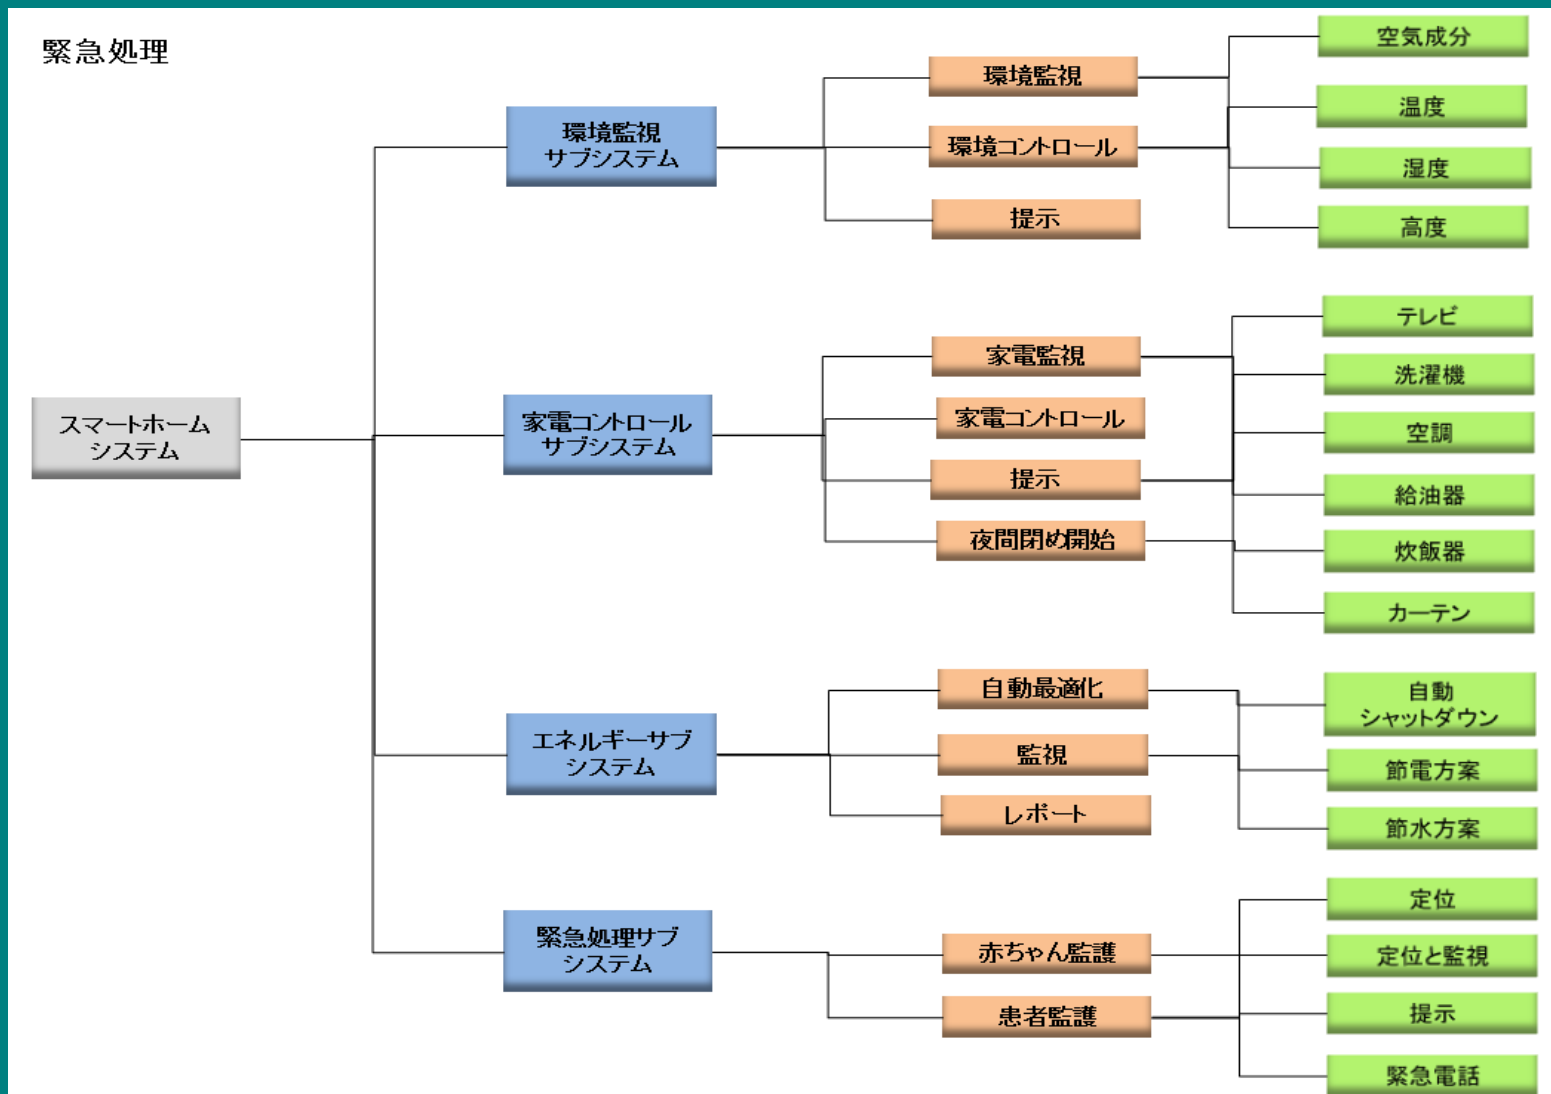 緊急処理
スマートホーム
システム
環境監視
サブシステム
環境監視
環境コントロール
提示
空気成分
温度
湿度
高度
家電コントロール
サブシステム
家電監視
家電コントロール
提示
夜間閉め開始
テレビ
洗濯機
空調
給油器
炊飯器
カーテン
エネルギーサブ
システム
自動最適化
監視
レポート
自動
シャットダウン
節電方案
節水方案
緊急処理サブ
システム
赤ちゃん監護
患者監護
定位
定位と監視
提示
緊急電話